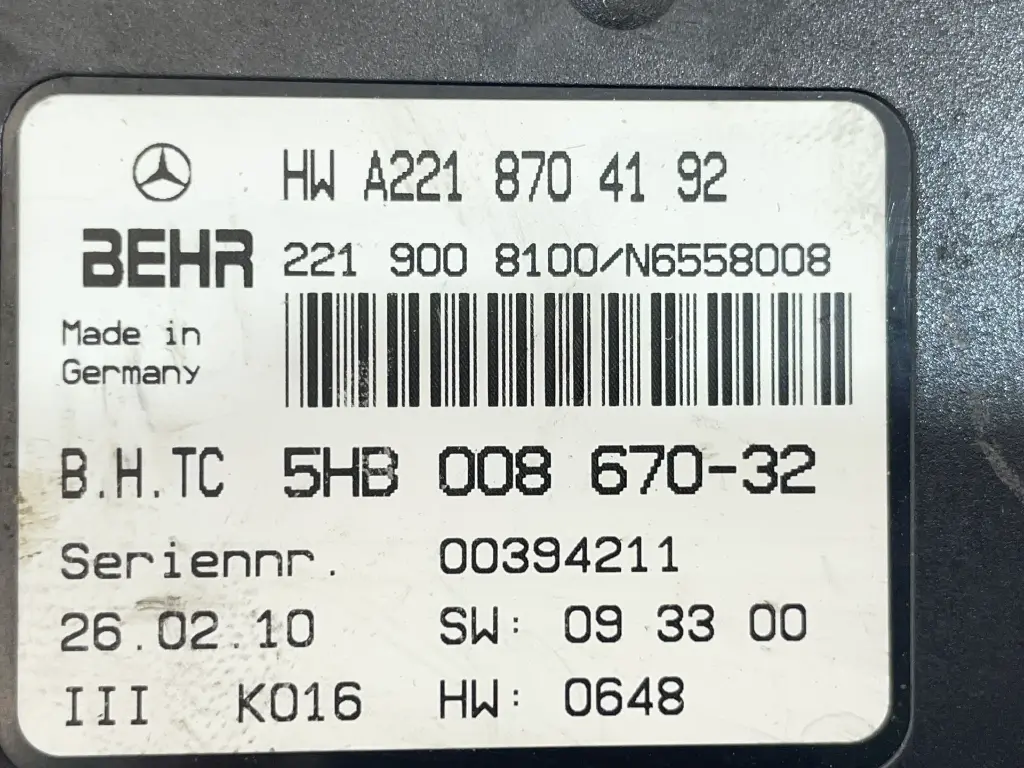 HW A221 870 41 92
BEHR 221 900 8100/N6558008
Made in
Germany
B.H.TC 5HB 008 670-32
Seriennr. 00394211
26.02.10 SW: 09 33 00
III K016 HW: 0648